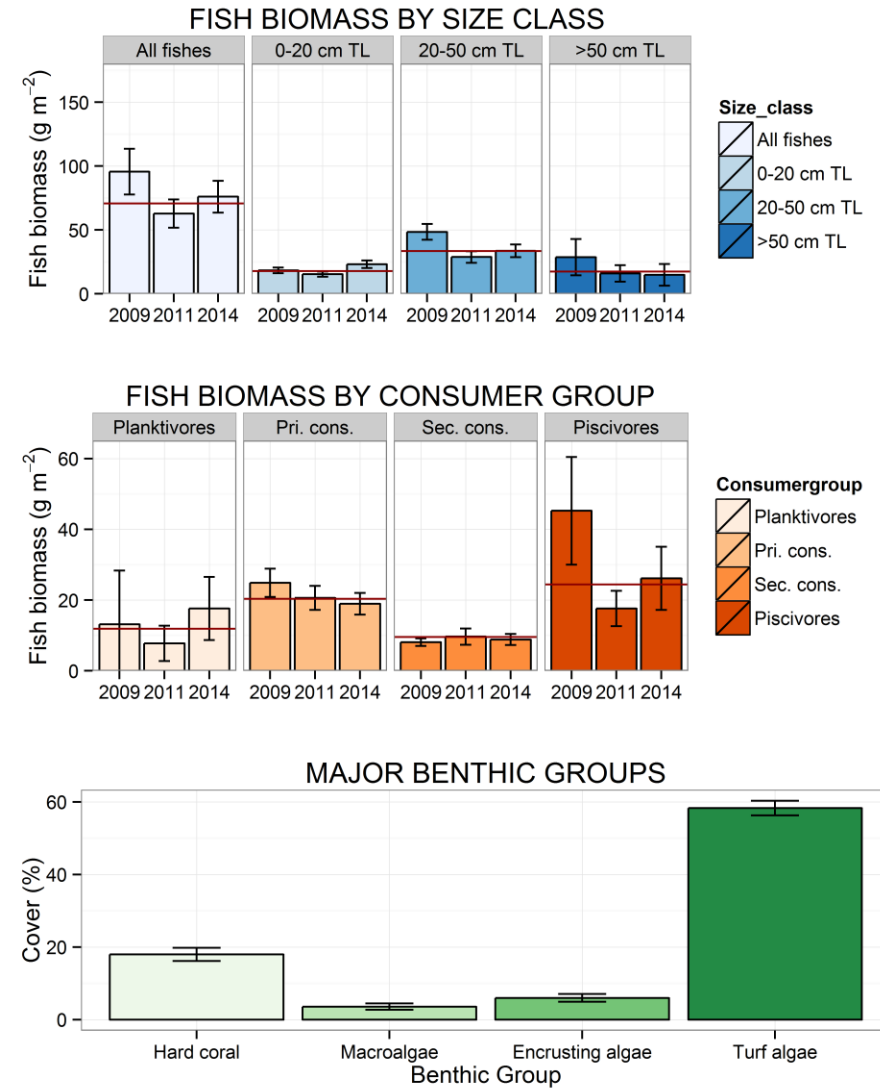 FISH BIOMASS BY SIZE CLASS
All fishes 0-20 cm TL 20-50 cm TL >50 cm TL
Fish biomass (g m⁻²)
150
100
50
0
2009 2011 2014 2009 2011 2014 2009 2011 2014 2009 2011 2014
Size_class
All fishes
0-20 cm TL
20-50 cm TL
>50 cm TL
FISH BIOMASS BY CONSUMER GROUP
Planktivores Pri. cons. Sec. cons. Piscivores
Fish biomass (g m⁻²)
60
40
20
0
2009 2011 2014 2009 2011 2014 2009 2011 2014 2009 2011 2014
Consumergroup
Planktivores
Pri. cons.
Sec. cons.
Piscivores
MAJOR BENTHIC GROUPS
Cover (%)
60
40
20
0
Hard coral Macroalgae Encrusting algae Turf algae
Benthic Group